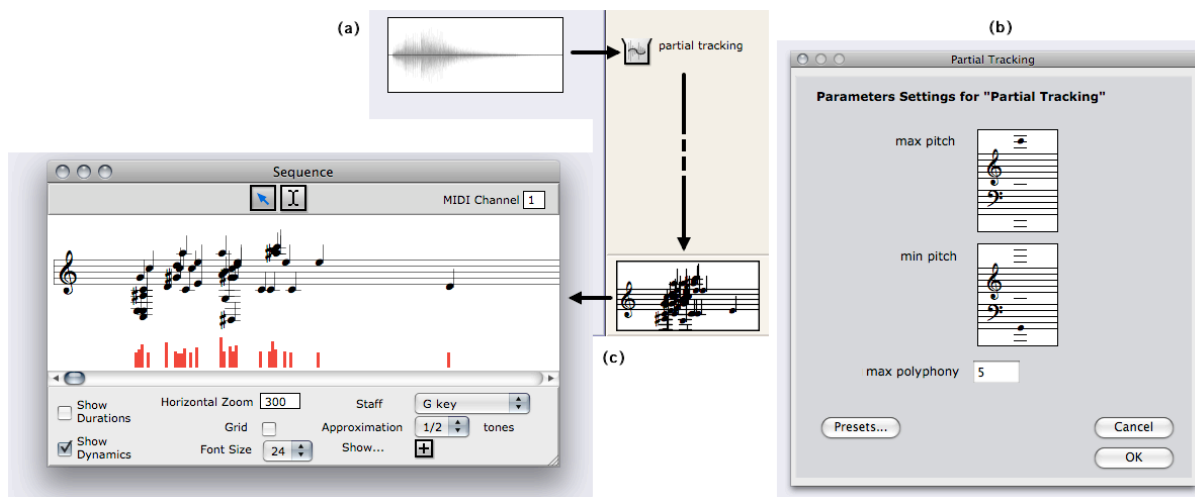 (a)
partial tracking
(b)
Partial Tracking
Parameters Settings for "Partial Tracking"
max pitch
min pitch
max polyphony 5
Presets...
Cancel
OK
Sequence
MIDI Channel 1
(c)
Show Durations
Horizontal Zoom 300
Staff G key
Grid
Approximation 1/2 tones
Show Dynamics
Font Size 24
Show...